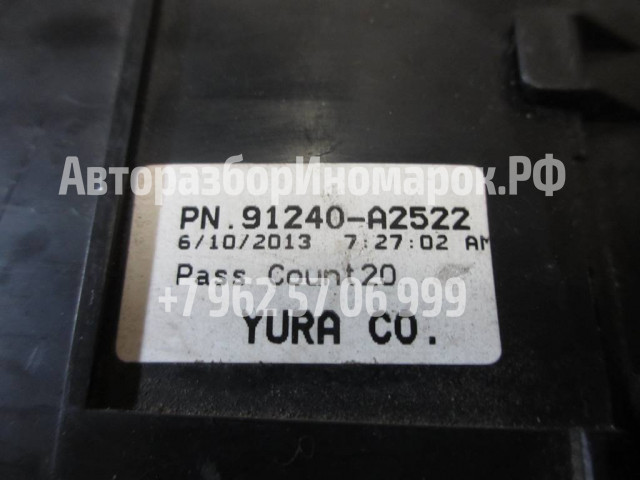 АвторазборИномарок.РФ
PN.91240-A2522
6/10/2013 7:27:02 AM
Pass Count20
+7 962 57 06 999
YURA CO.